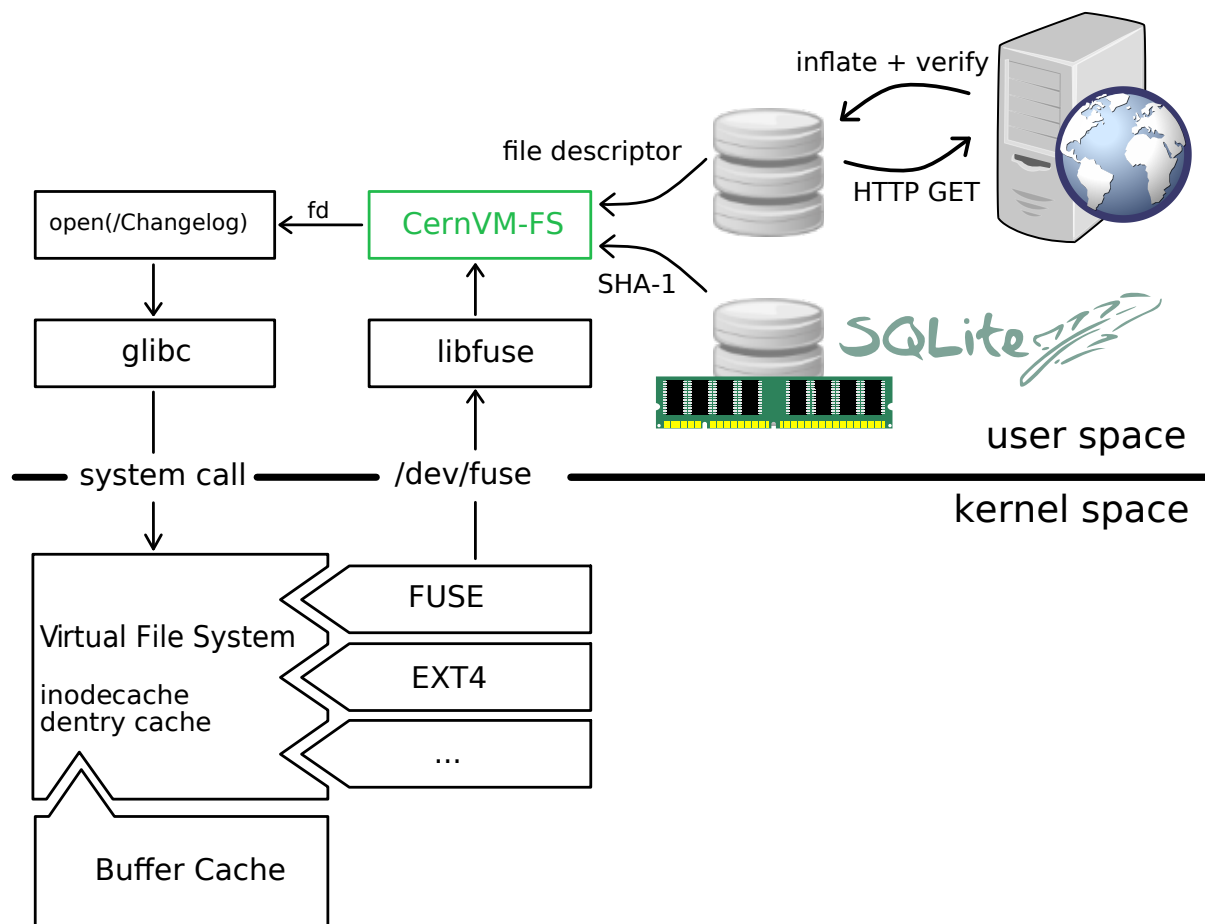 inflate + verify
file descriptor
HTTP GET
open(/Changelog)
fd
CernVM-FS
SHA-1
SQLite
glibc
libfuse
user space
system call
/dev/fuse
kernel space
FUSE
Virtual File System
EXT4
inodecache
dentry cache
...
Buffer Cache